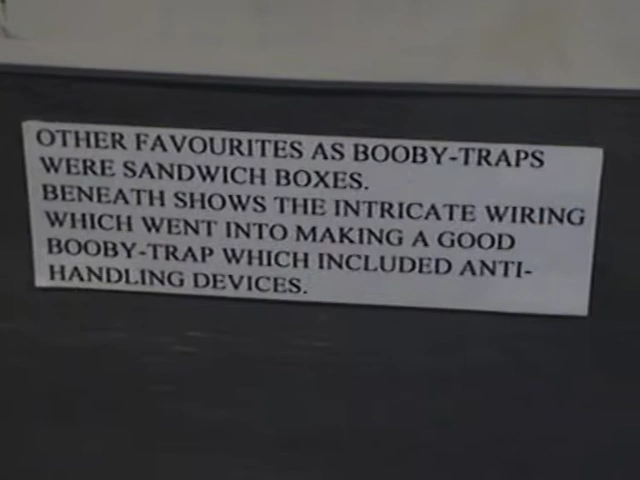 OTHER FAVOURITES AS BOOBY-TRAPS
WERE SANDWICH BOXES.
BENEATH SHOWS THE INTRICATE WIRING
WHICH WENT INTO MAKING A GOOD
BOOBY-TRAP WHICH INCLUDED ANTI-
HANDLING DEVICES.